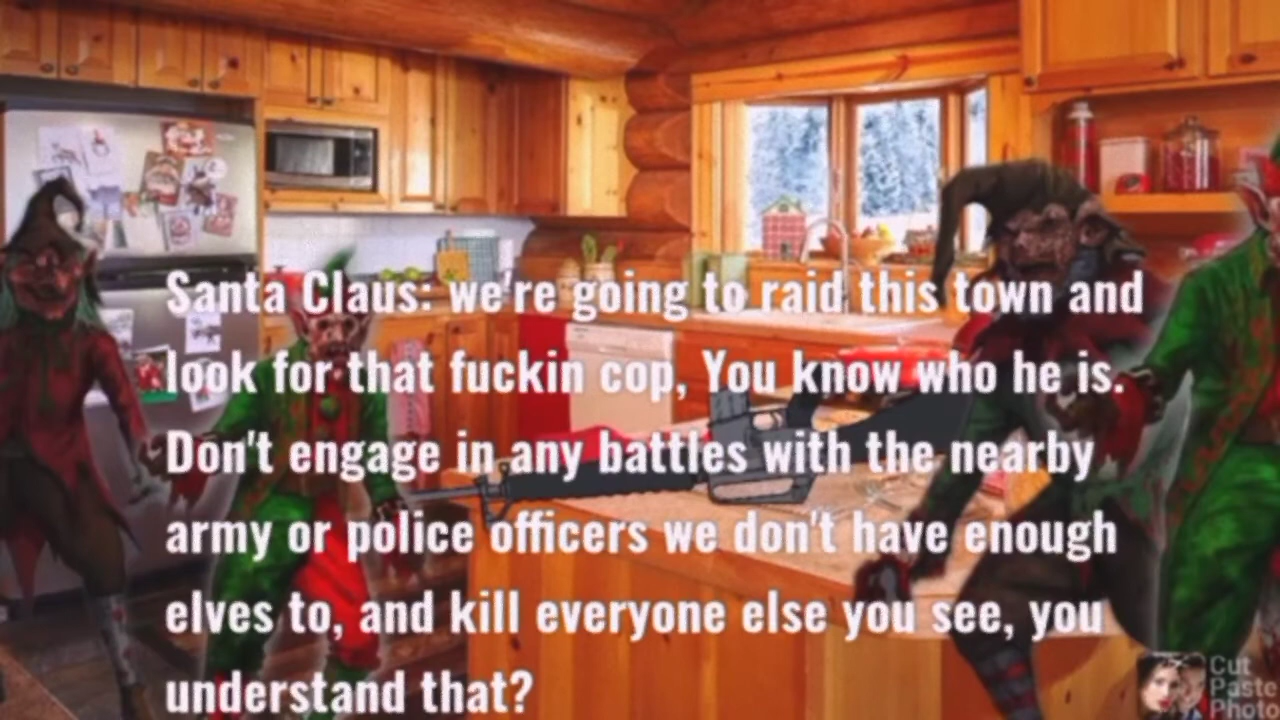 Santa Claus: we're going to raid this town and
look for that fuckin cop, You know who he is.
Don't engage in any battles with the nearby
army or police officers we don't have enough
elves to, and kill everyone else you see, you
understand that?
Cut
Paste
Photo